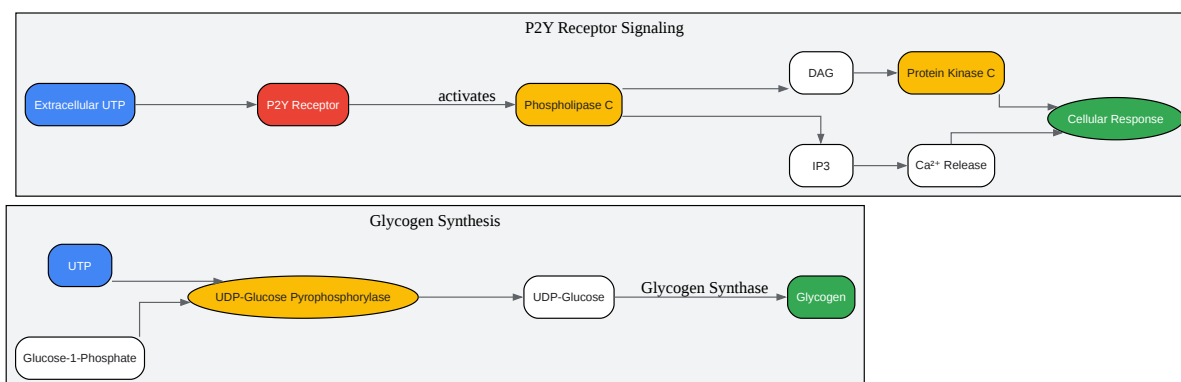 P2Y Receptor Signaling
Extracellular UTP
P2Y Receptor
activates
Phospholipase C
DAG
Protein Kinase C
Cellular Response
IP3
Ca²⁺ Release
Glycogen Synthesis
UTP
UDP-Glucose Pyrophosphorylase
UDP-Glucose
Glycogen Synthase
Glycogen
Glucose-1-Phosphate